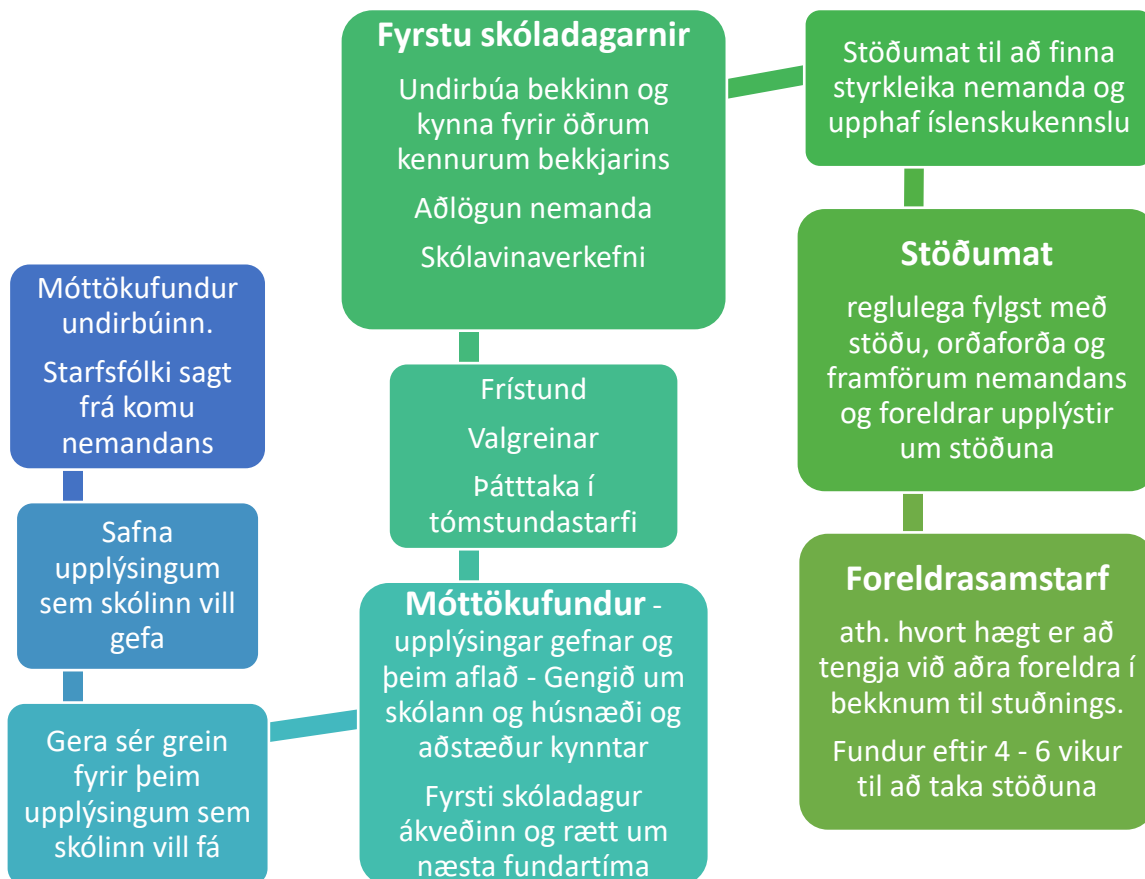 Móttökufundur
undirbúinn.
Starfsfólki sagt
frá komu
nemandans
Safna
upplýsingum
sem skólinn vill
gefa
Gera sér grein
fyrir þeim
upplýsingum sem
skólinn vill fá
Móttökufundur -
upplýsingar gefnar og
þeim aflað - Gengið um
skólann og húsnæði og
aðstæður kynntar
Fyrsti skóladagur
ákveðinn og rætt um
næsta fundartíma
Frístund
Valgreinar
Þátttaka í
tómstundastarfi
Fyrstu skóladagarnir
Undirbúa bekkinn og
kynna fyrir öðrum
kennurum bekkjarins
Aðlögun nemanda
Skólavinaverkefni
Stöðumat til að finna
styrkleika nemanda og
upphaf íslenskukennslu
Stöðumat
reglulega fylgst með
stöðu, orðaforða og
framförum nemandans
og foreldrar upplýstir
um stöðuna
Foreldrasamstarf
ath. hvort hægt er að
tengja við aðra foreldra í
bekknum til stuðnings.
Fundur eftir 4 - 6 vikur
til að taka stöðuna